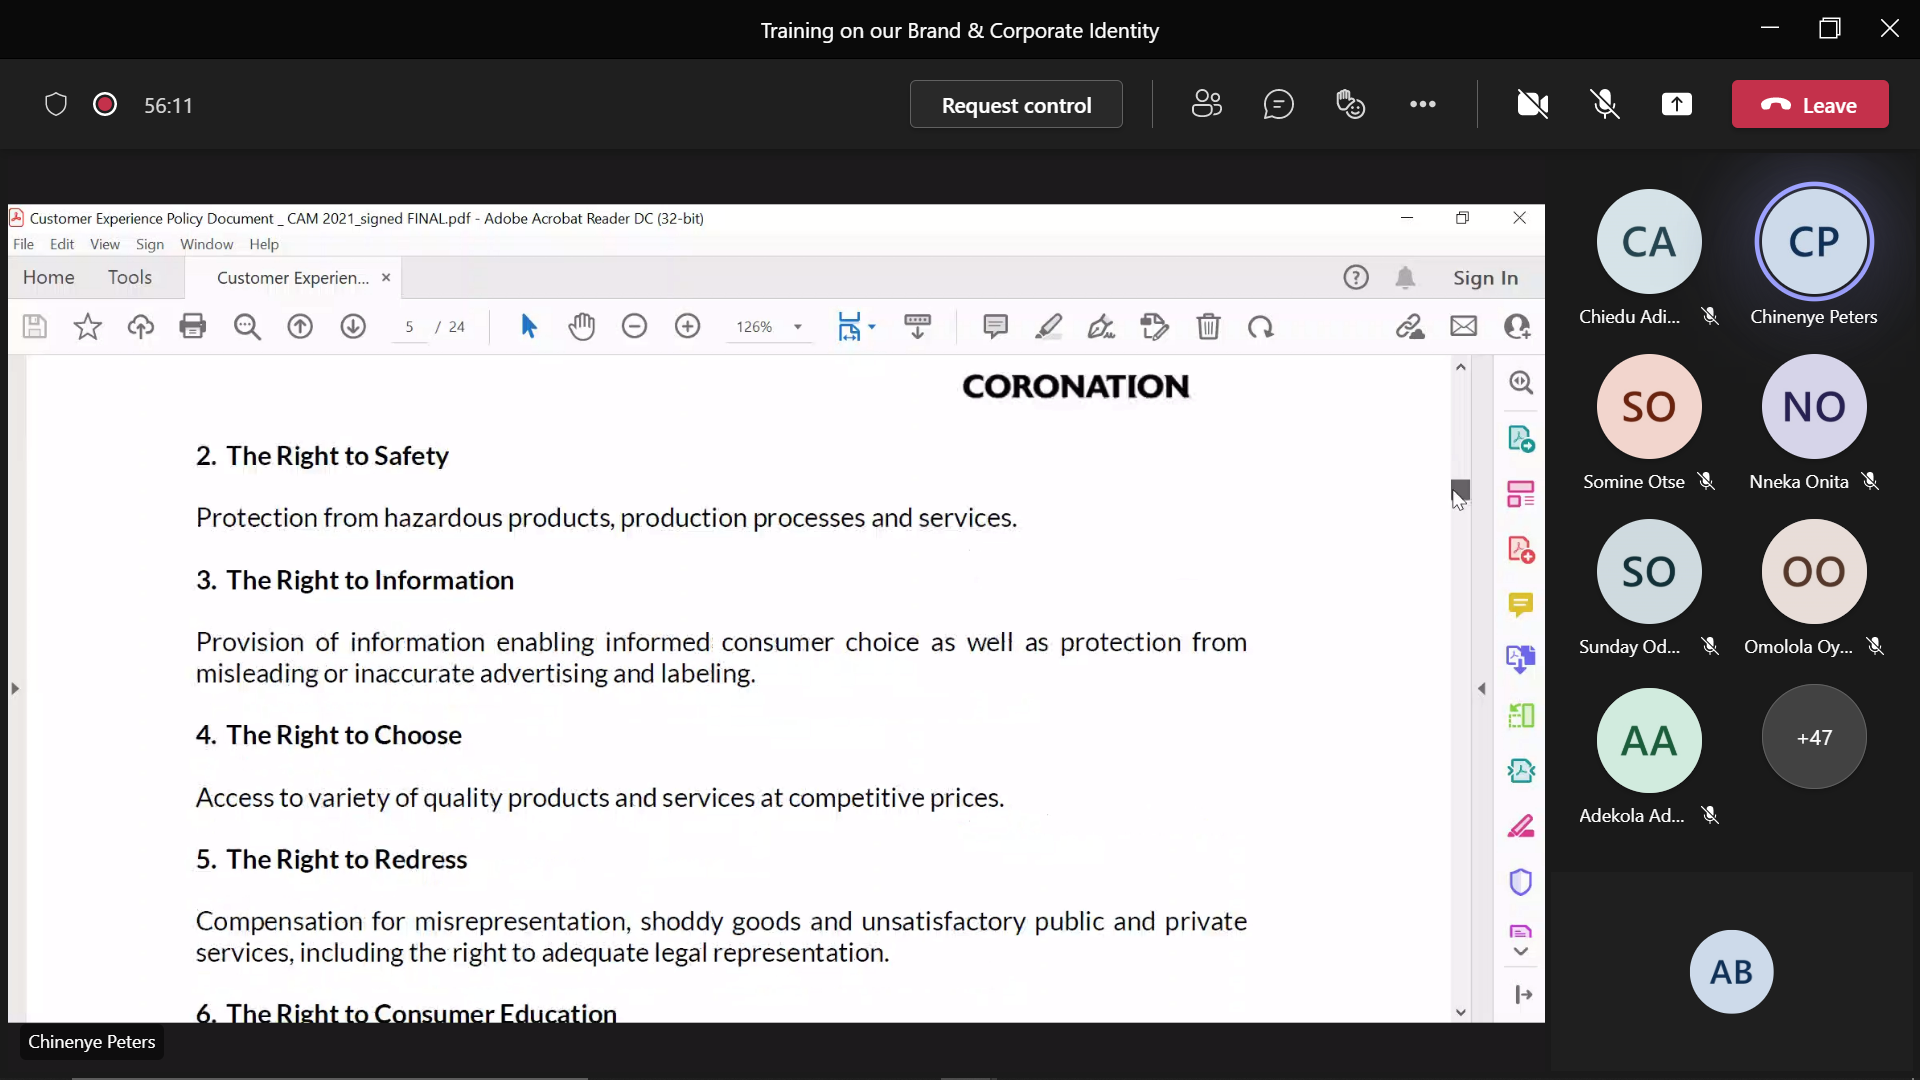 Training on our Brand & Corporate Identity
56:11
Request control
Leave
Customer Experience Policy Document _ CAM 2021_signed FINAL.pdf - Adobe Acrobat Reader DC (32-bit)
File Edit View Sign Window Help
Home Tools Customer Experien... × Sign In
5 / 24 126%
CORONATION
2. The Right to Safety
Protection from hazardous products, production processes and services.
3. The Right to Information
Provision of information enabling informed consumer choice as well as protection from
misleading or inaccurate advertising and labeling.
4. The Right to Choose
Access to variety of quality products and services at competitive prices.
5. The Right to Redress
Compensation for misrepresentation, shoddy goods and unsatisfactory public and private
services, including the right to adequate legal representation.
6. The Right to Consumer Education
Chinenye Peters
CA CP
Chiedu Adi... Chinenye Peters
SO NO
Somine Otse Nneka Onita
SO OO
Sunday Od... Omolola Oy...
AA +47
Adekola Ad...
AB